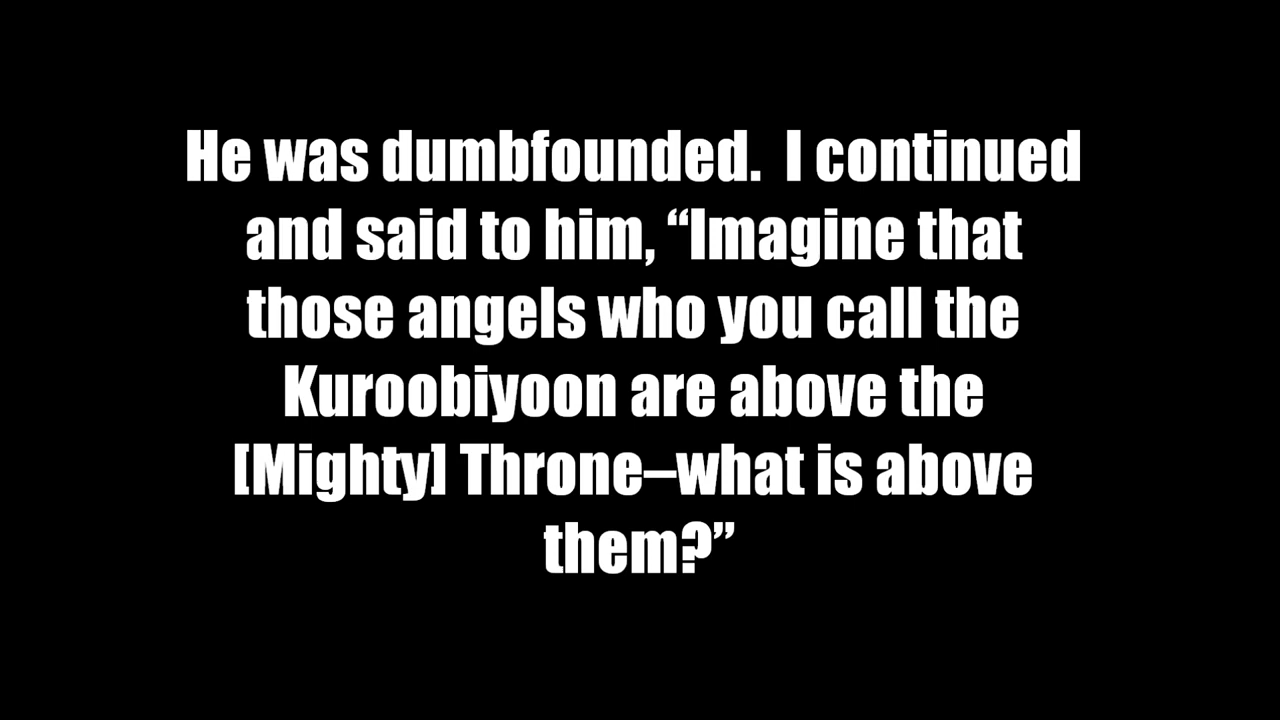 He was dumbfounded.  I continued
and said to him, “Imagine that
those angels who you call the
Kuroobiyoon are above the
[Mighty] Throne–what is above
them?”